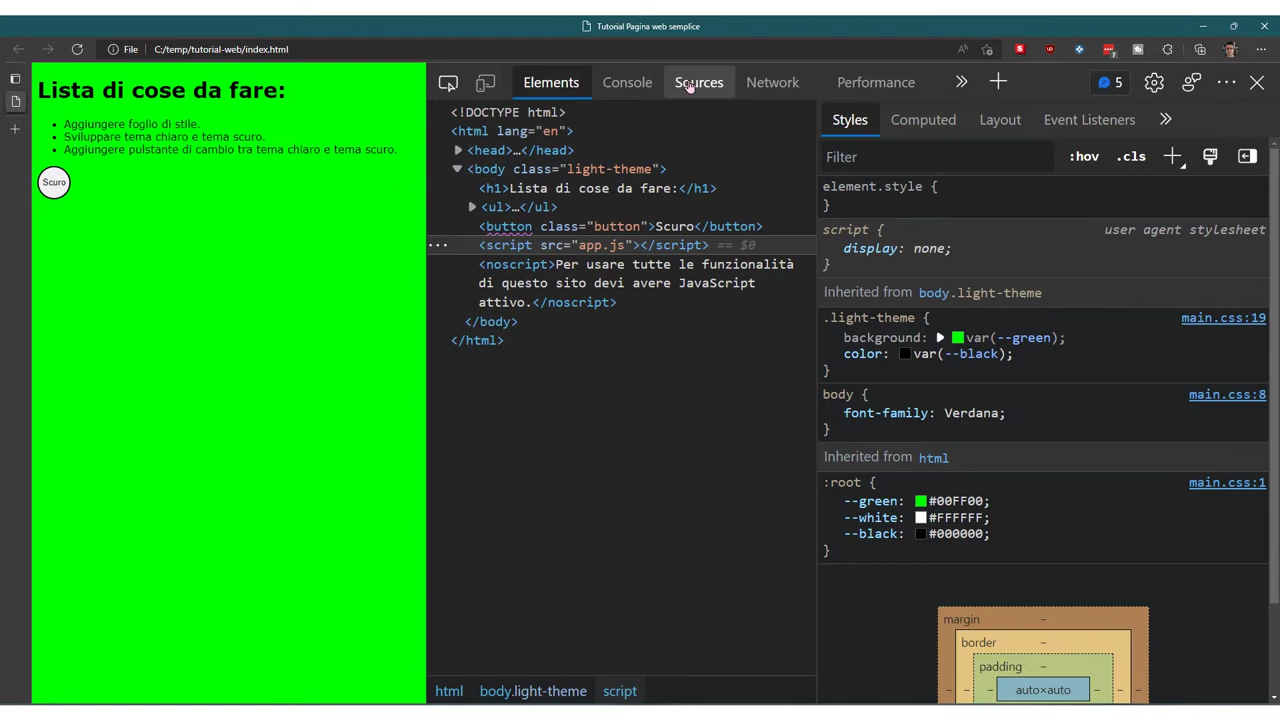 Tutorial Pagina web semplice
File C:/temp/tutorial-web/index.html
Lista di cose da fare:
• Aggiungere foglio di stile.
• Sviluppare tema chiaro e tema scuro.
• Aggiungere pulstante di cambio tra tema chiaro e tema scuro.
Scuro
Elements Console Sources Network Performance 5
<!DOCTYPE html>
<html lang="en">
<head>…</head>
<body class="light-theme">
<h1>Lista di cose da fare:</h1>
<ul>…</ul>
<button class="button">Scuro</button>
<script src="app.js"></script> == $0
<noscript>Per usare tutte le funzionalità
di questo sito devi avere JavaScript
attivo.</noscript>
</body>
</html>
html body.light-theme script
Styles Computed Layout Event Listeners
Filter :hov .cls
element.style {
}
script { user agent stylesheet
display: none;
}
Inherited from body.light-theme
.light-theme { main.css:19
background: var(--green);
color: var(--black);
}
body { main.css:8
font-family: Verdana;
}
Inherited from html
:root { main.css:1
--green: #00FF00;
--white: #FFFFFF;
--black: #000000;
}
margin –
border –
padding –
– – – auto×auto – – –